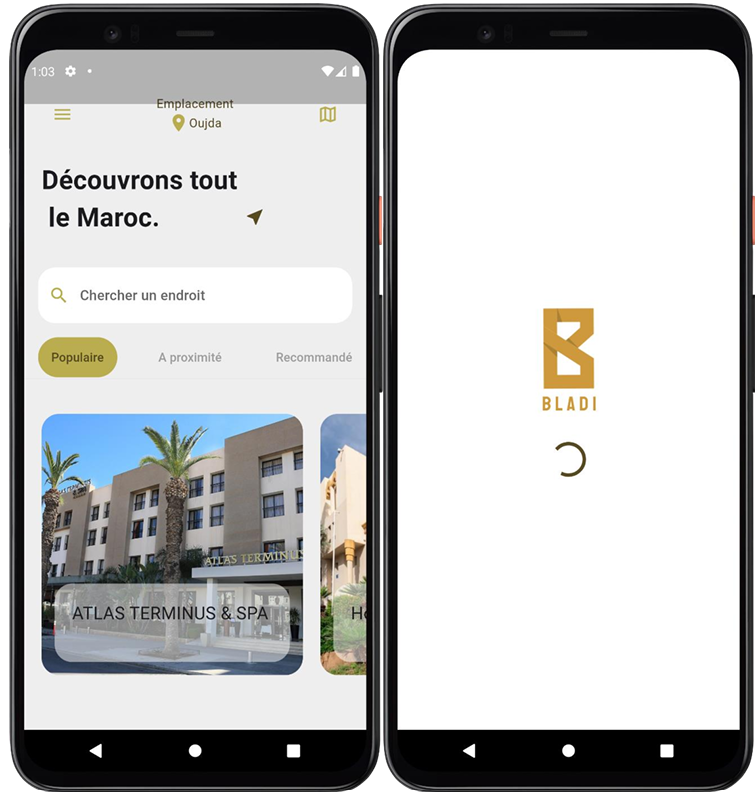 1:03
Emplacement
Oujda
Découvrons tout
le Maroc.
Chercher un endroit
Populaire
A proximité
Recommandé
ATLAS TERMINUS
ATLAS TERMINUS & SPA
BLADI